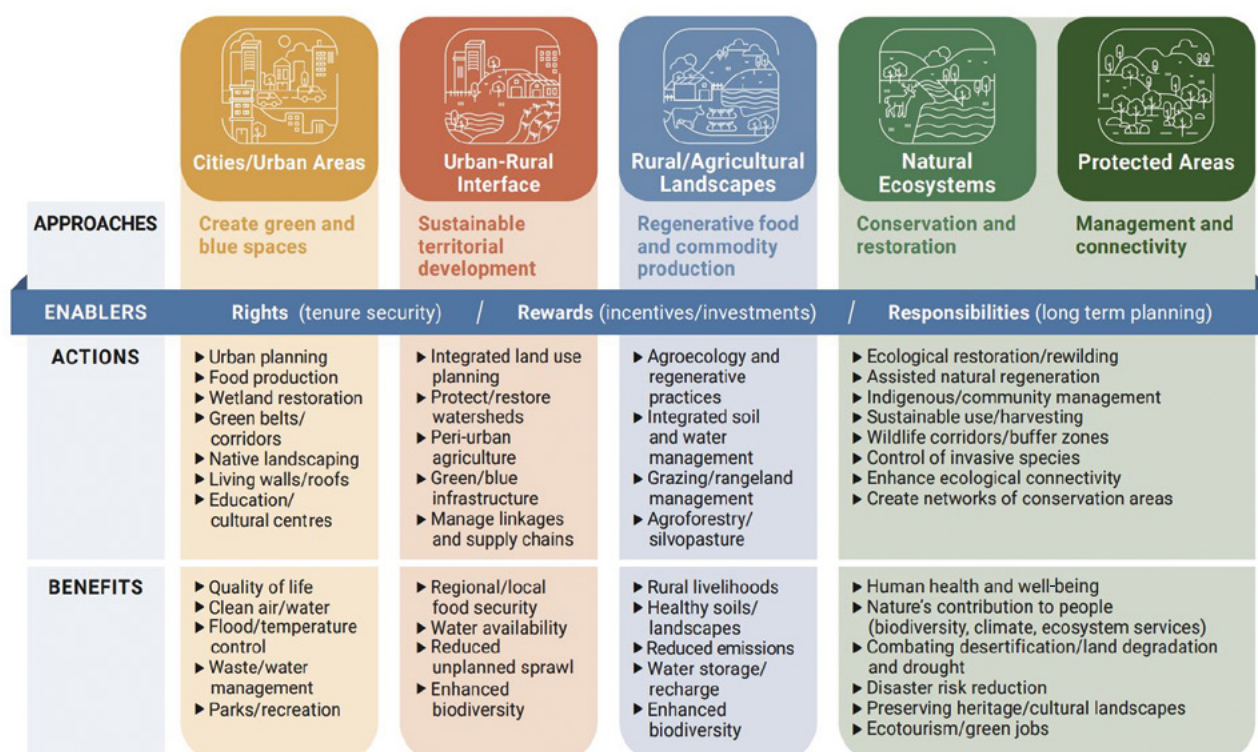 Cities/Urban Areas
Urban-Rural
Interface
Rural/Agricultural
Landscapes
Natural
Ecosystems
Protected Areas
APPROACHES
Create green and
blue spaces
Sustainable
territorial
development
Regenerative food
and commodity
production
Conservation and
restoration
Management and
connectivity
ENABLERS
Rights (tenure security) / Rewards (incentives/investments) / Responsibilities (long term planning)
ACTIONS
▶ Urban planning
▶ Food production
▶ Wetland restoration
▶ Green belts/
corridors
▶ Native landscaping
▶ Living walls/roofs
▶ Education/
cultural centres
▶ Integrated land use
planning
▶ Protect/restore
watersheds
▶ Peri-urban
agriculture
▶ Green/blue
infrastructure
▶ Manage linkages
and supply chains
▶ Agroecology and
regenerative
practices
▶ Integrated soil
and water
management
▶ Grazing/rangeland
management
▶ Agroforestry/
silvopasture
▶ Ecological restoration/rewilding
▶ Assisted natural regeneration
▶ Indigenous/community management
▶ Sustainable use/harvesting
▶ Wildlife corridors/buffer zones
▶ Control of invasive species
▶ Enhance ecological connectivity
▶ Create networks of conservation areas
BENEFITS
▶ Quality of life
▶ Clean air/water
▶ Flood/temperature
control
▶ Waste/water
management
▶ Parks/recreation
▶ Regional/local
food security
▶ Water availability
▶ Reduced
unplanned sprawl
▶ Enhanced
biodiversity
▶ Rural livelihoods
▶ Healthy soils/
landscapes
▶ Reduced emissions
▶ Water storage/
recharge
▶ Enhanced
biodiversity
▶ Human health and well-being
▶ Nature's contribution to people
(biodiversity, climate, ecosystem services)
▶ Combating desertification/land degradation
and drought
▶ Disaster risk reduction
▶ Preserving heritage/cultural landscapes
▶ Ecotourism/green jobs